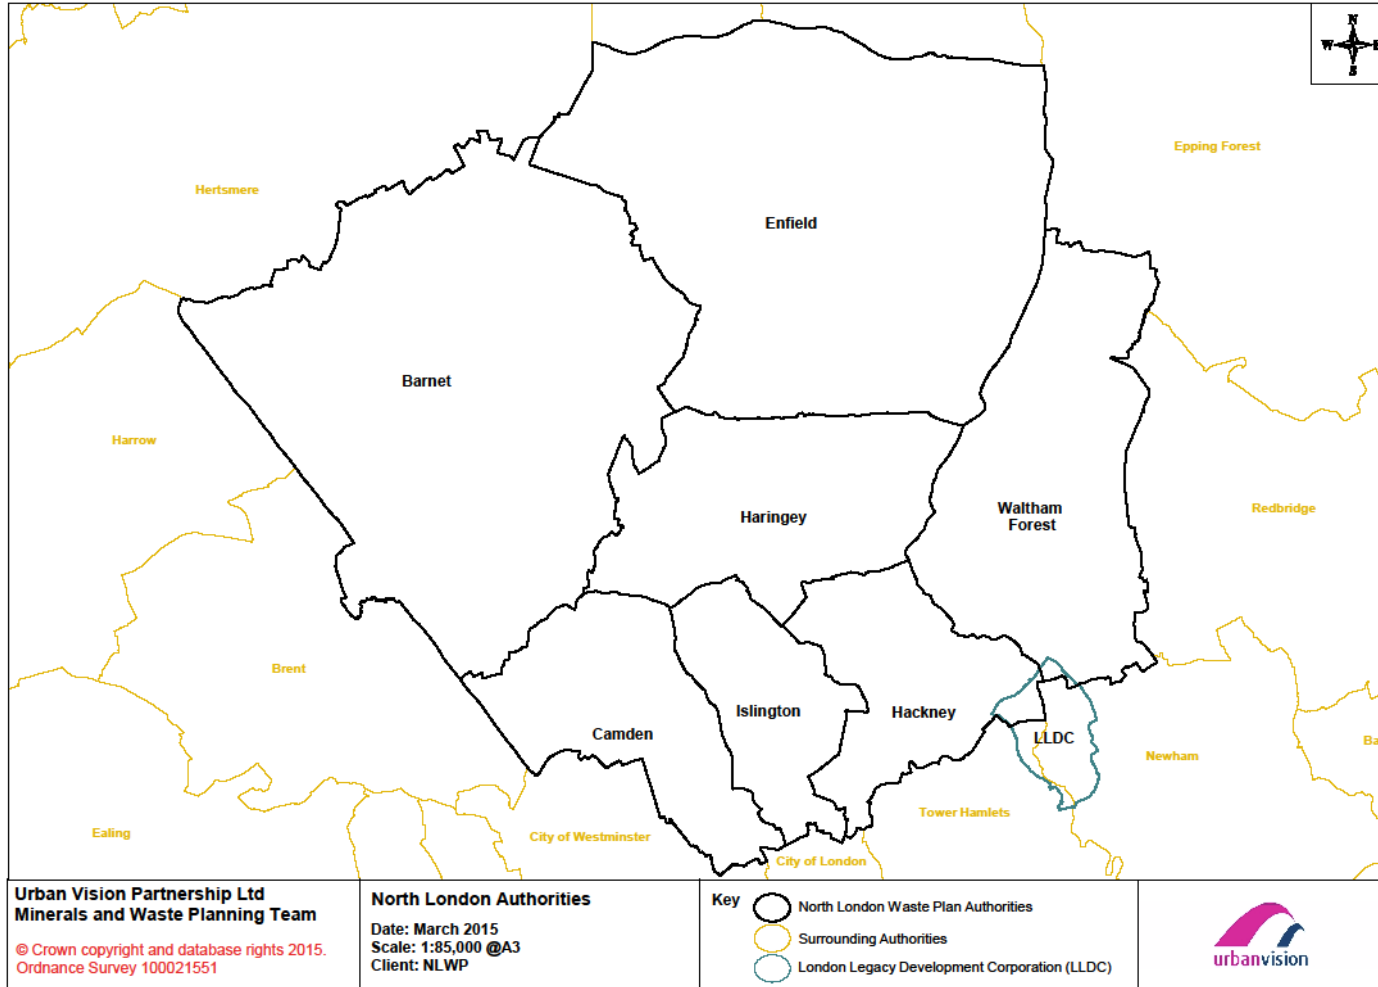 N
W E
S
Epping Forest
Hertsmere
Enfield
Barnet
Harrow
Haringey
Waltham
Forest
Redbridge
Brent
Islington
Hackney
Camden
LLDC
Newham
Ba
Tower Hamlets
Ealing
City of Westminster
City of London
Urban Vision Partnership Ltd
Minerals and Waste Planning Team
© Crown copyright and database rights 2015.
Ordnance Survey 100021551
North London Authorities
Date: March 2015
Scale: 1:85,000 @A3
Client: NLWP
Key
North London Waste Plan Authorities
Surrounding Authorities
London Legacy Development Corporation (LLDC)
urbanvision